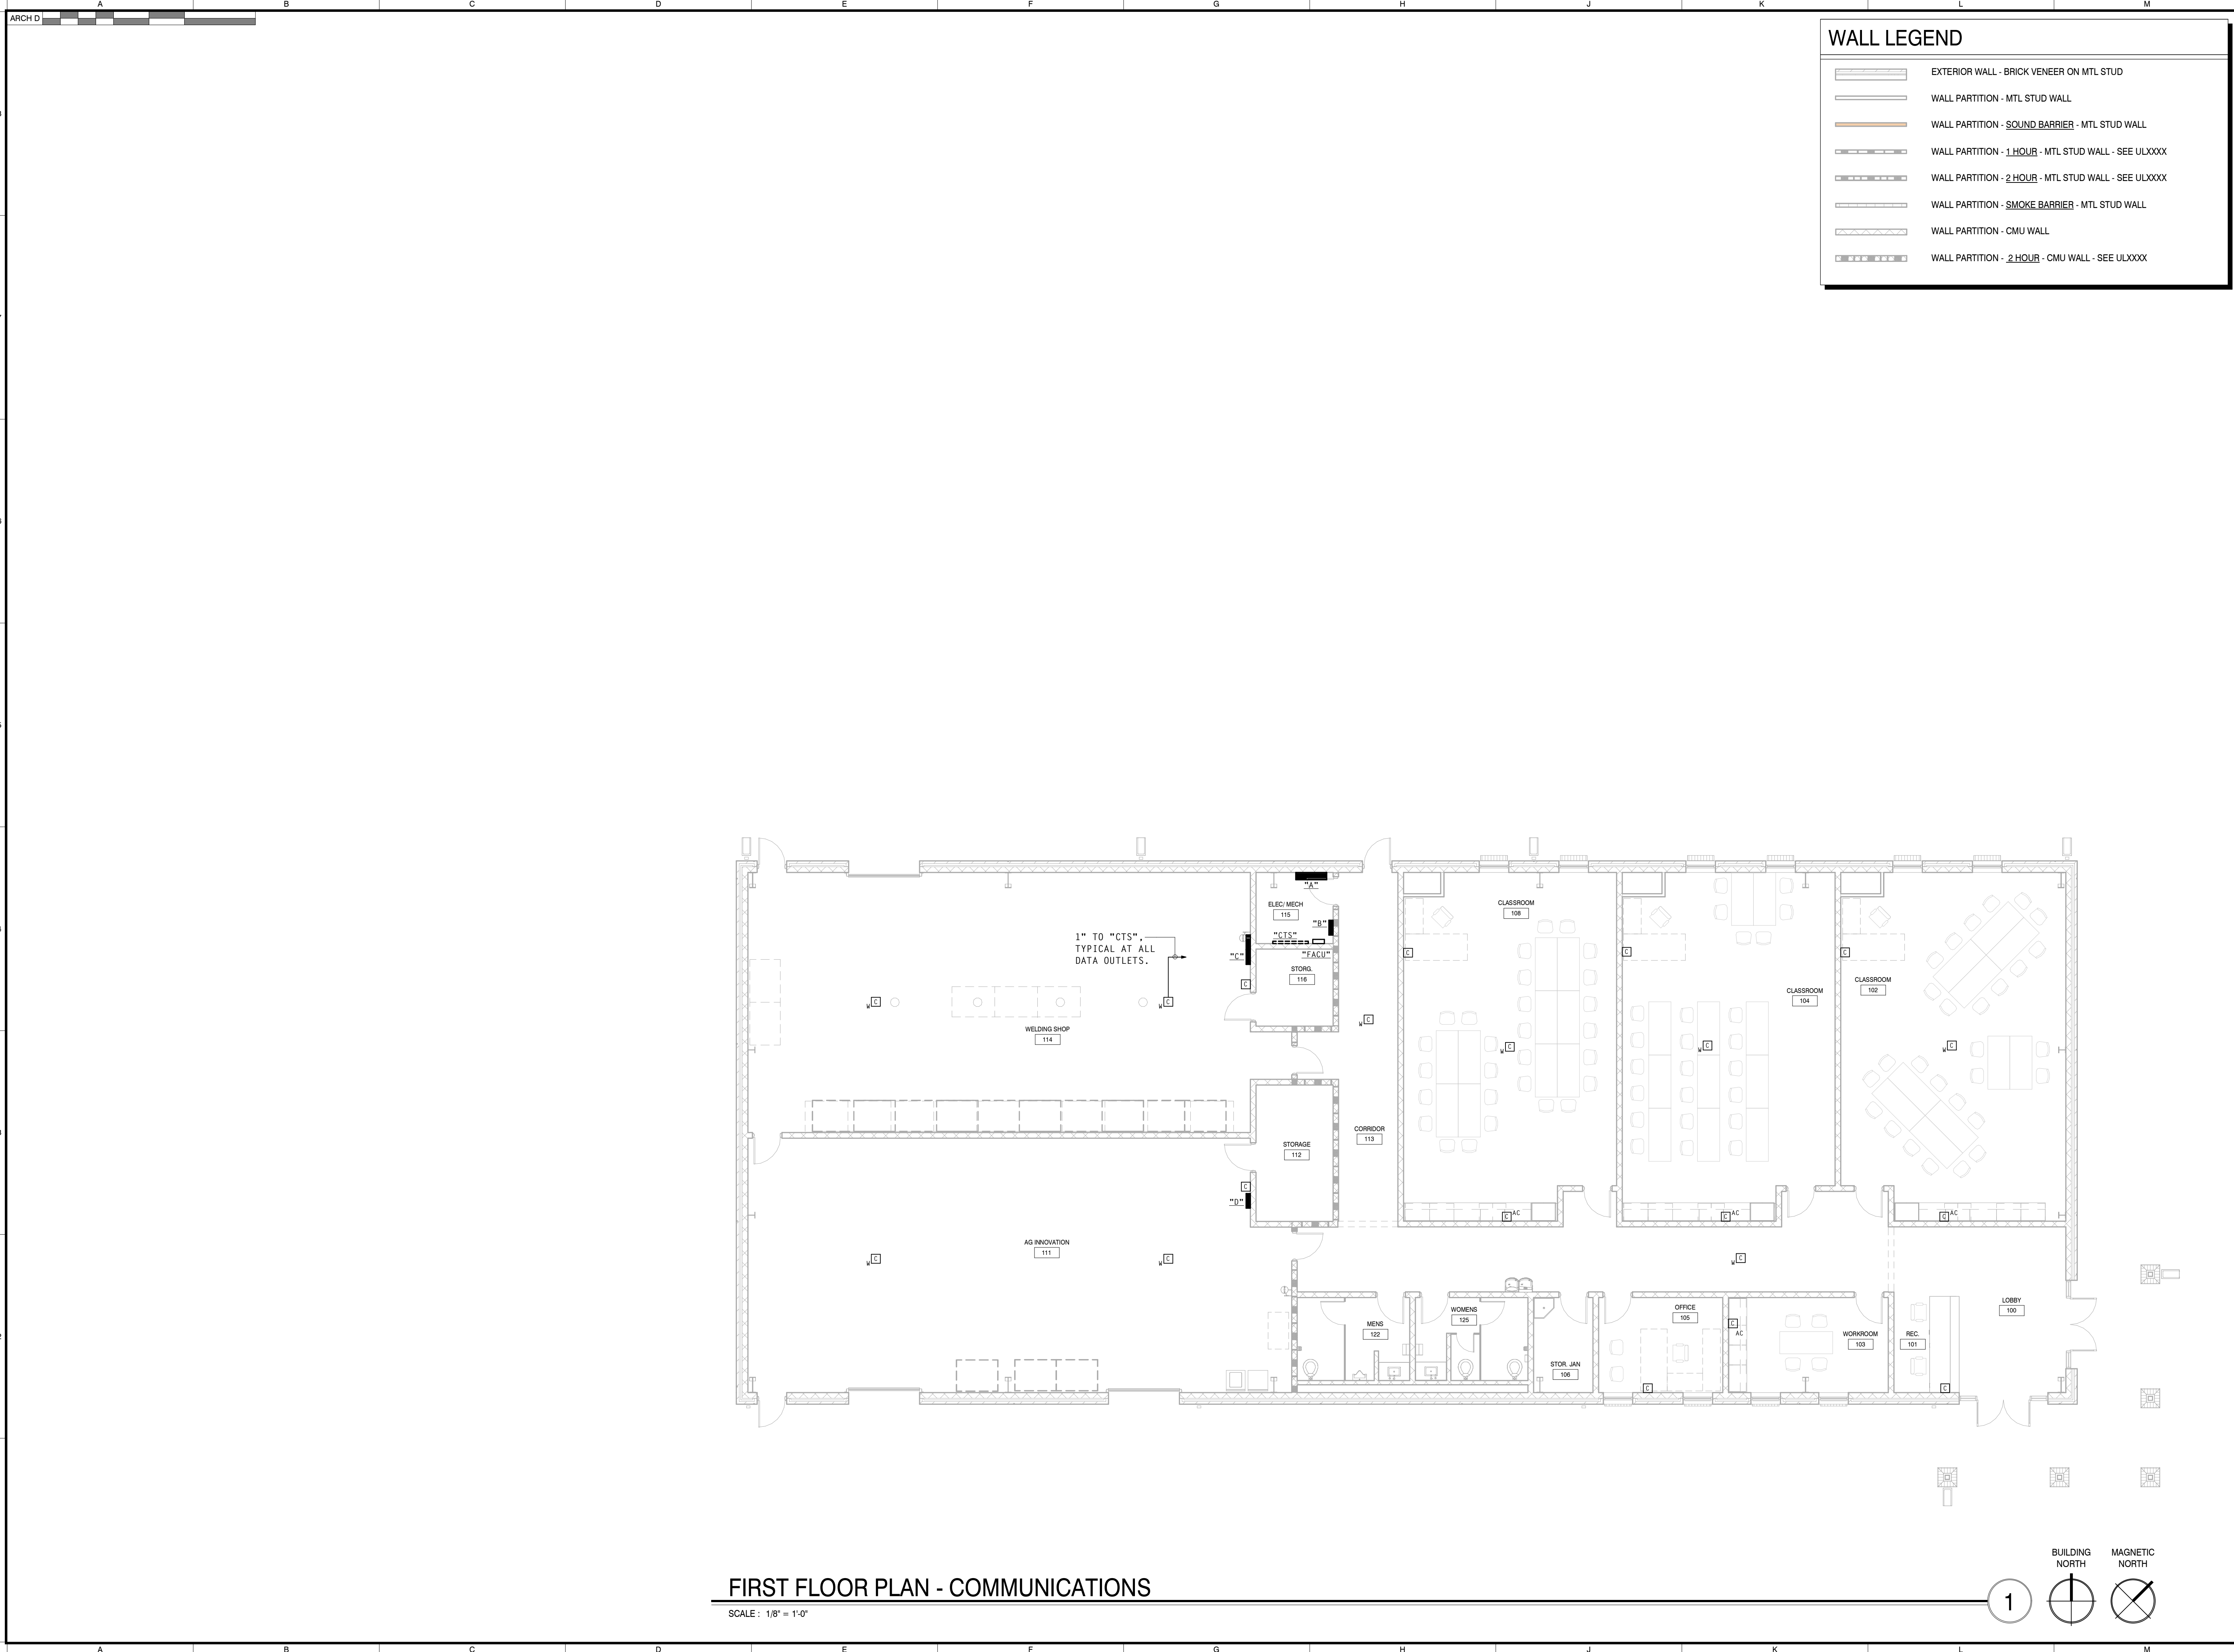 A B C D E F G H J K L M
ARCH D
WALL LEGEND
EXTERIOR WALL - BRICK VENEER ON MTL STUD
WALL PARTITION - MTL STUD WALL
WALL PARTITION - SOUND BARRIER - MTL STUD WALL
WALL PARTITION - 1 HOUR - MTL STUD WALL - SEE ULXXXX
WALL PARTITION - 2 HOUR - MTL STUD WALL - SEE ULXXXX
WALL PARTITION - SMOKE BARRIER - MTL STUD WALL
WALL PARTITION - CMU WALL
WALL PARTITION - 2 HOUR - CMU WALL - SEE ULXXXX
"A"
ELEC/ MECH
115
"B"
"CTS"
"FACU"
"C"
C
STORG.
116
1" TO "CTS",
TYPICAL AT ALL
DATA OUTLETS.
W C
W C
WELDING SHOP
114
W C
CORRIDOR
113
STORAGE
112
C
"D"
AG INNOVATION
111
W C
W C
CLASSROOM
108
C
W C
C AC
CLASSROOM
104
C
W C
C AC
CLASSROOM
102
C
W C
C AC
W C
MENS
122
WOMENS
125
STOR. JAN
106
OFFICE
105
C
C
AC
WORKROOM
103
REC.
101
C
LOBBY
100
FIRST FLOOR PLAN - COMMUNICATIONS
SCALE : 1/8" = 1'-0"
1
BUILDING
NORTH
MAGNETIC
NORTH
A B C D E F G H J K L M